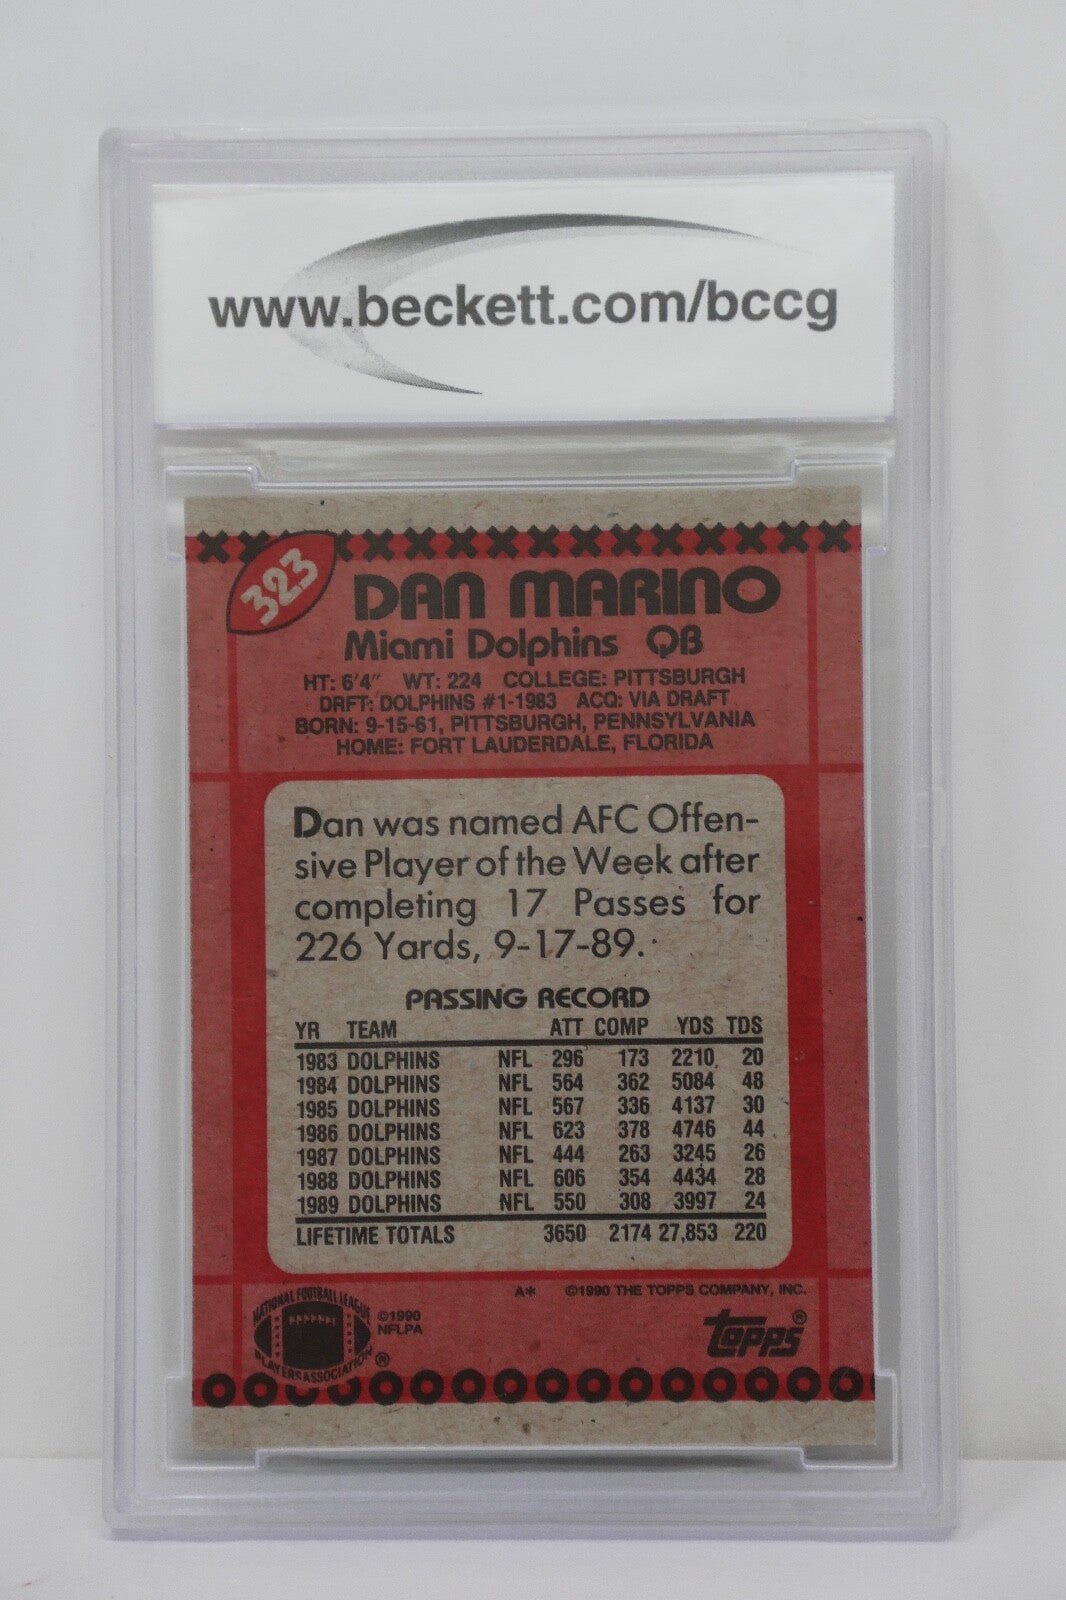 www.beckett.com/bccg
323
DAN MARINO
Miami Dolphins QB
HT: 6'4" WT: 224 COLLEGE: PITTSBURGH
DRFT: DOLPHINS #1-1983 ACQ: VIA DRAFT
BORN: 9-15-61, PITTSBURGH, PENNSYLVANIA
HOME: FORT LAUDERDALE, FLORIDA
Dan was named AFC Offen-
sive Player of the Week after
completing 17 Passes for
226 Yards, 9-17-89.
PASSING RECORD
YR TEAM ATT COMP YDS TDS
1983 DOLPHINS NFL 296 173 2210 20
1984 DOLPHINS NFL 564 362 5084 48
1985 DOLPHINS NFL 567 336 4137 30
1986 DOLPHINS NFL 623 378 4746 44
1987 DOLPHINS NFL 444 263 3245 26
1988 DOLPHINS NFL 606 354 4434 28
1989 DOLPHINS NFL 550 308 3997 24
LIFETIME TOTALS 3650 2174 27,853 220
A* ©1990 THE TOPPS COMPANY, INC.
NATIONAL FOOTBALL LEAGUE
PLAYERS ASSOCIATION ®
©1990
NFLPA
topps®